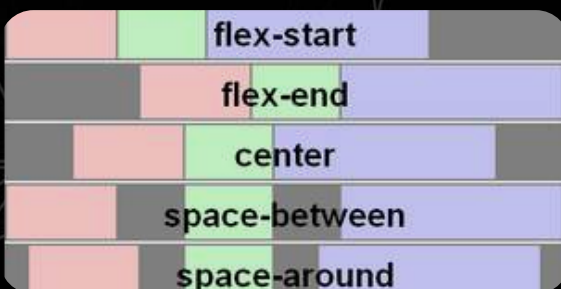 flex-start
flex-end
center
space-between
space-around